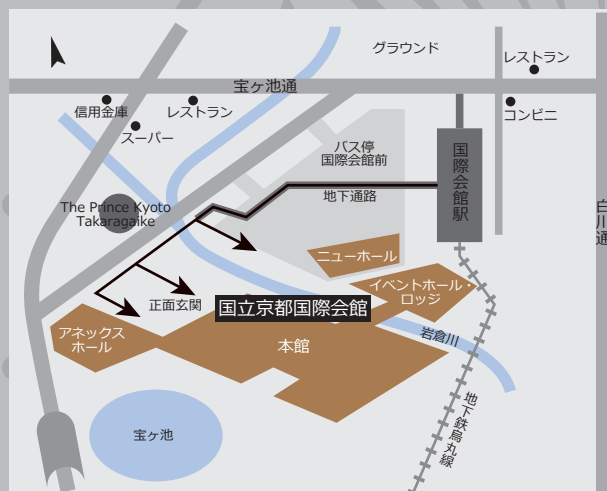 グラウンド
レストラン
宝ヶ池通
信用金庫
レストラン
コンビニ
スーパー
バス停
国際会館前
国際会館駅
地下通路
The Prince Kyoto
Takaragaike
白川通
ニューホール
イベントホール・
ロッジ
正面玄関
国立京都国際会館
アネックス
ホール
本館
岩倉川
宝ヶ池
地下鉄烏丸線